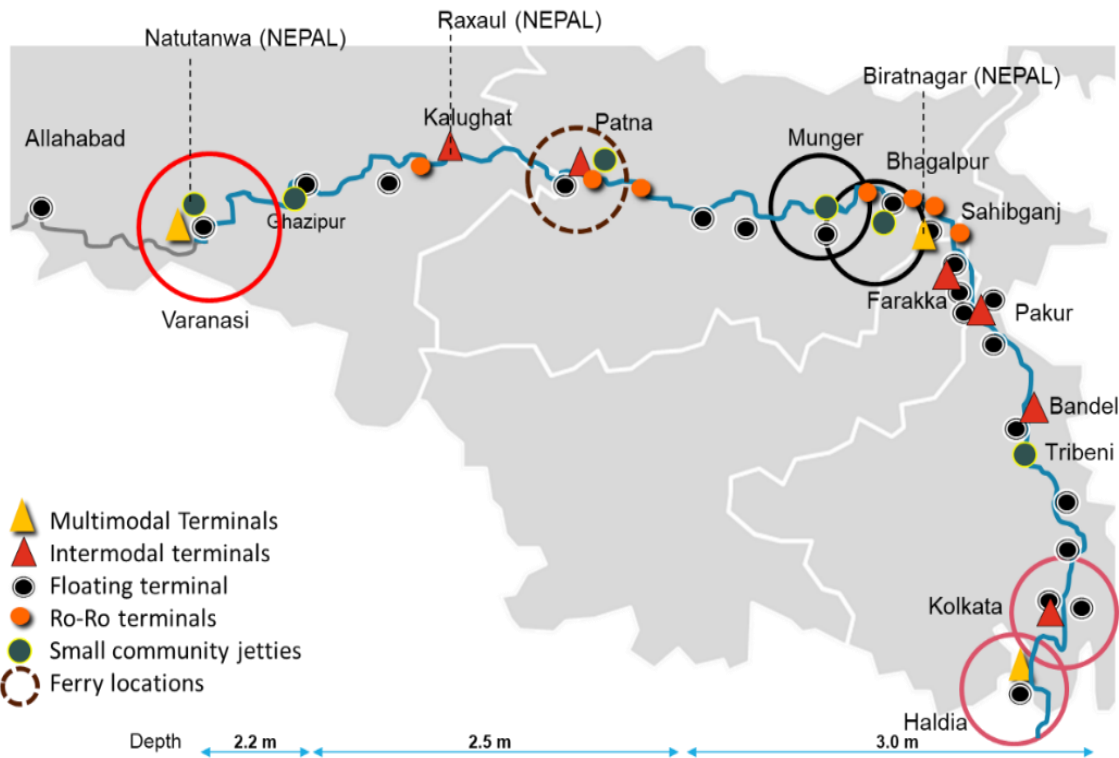 Raxaul (NEPAL)
Natutanwa (NEPAL)
Biratnagar (NEPAL)
Allahabad
Kalughat
Patna
Munger
Bhagalpur
Ghazipur
Sahibganj
Varanasi
Farakka
Pakur
Bandel
Tribeni
Multimodal Terminals
Intermodal terminals
Floating terminal
Ro-Ro terminals
Small community jetties
Ferry locations
Kolkata
Haldia
Depth
2.2 m
2.5 m
3.0 m